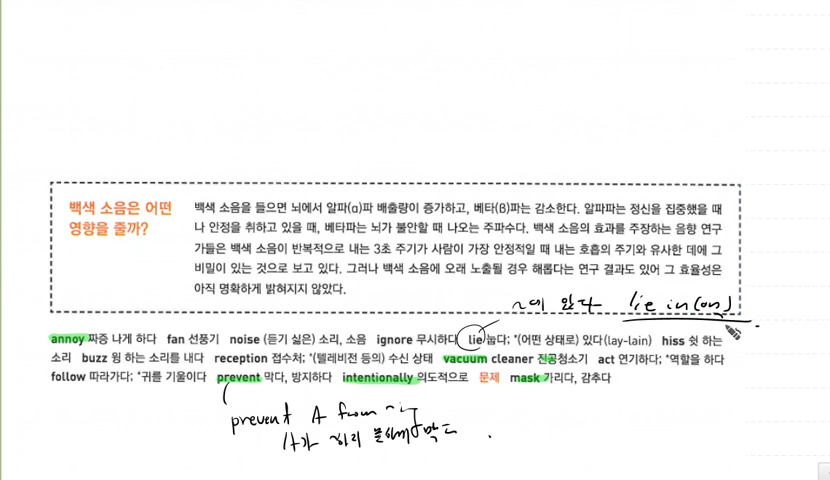 백색 소음은 어떤
영향을 줄까?
백색 소음을 들으면 뇌에서 알파(α)파 배출량이 증가하고, 베타(β)파는 감소한다. 알파파는 정신을 집중했을 때
나 안정을 취하고 있을 때, 베타파는 뇌가 불안할 때 나오는 주파수다. 백색 소음의 효과를 주장하는 음향 연구
가들은 백색 소음이 반복적으로 내는 3초 주기가 사람이 가장 안정적일 때 내는 호흡의 주기와 유사한 데에 그
비밀이 있는 것으로 보고 있다. 그러나 백색 소음에 오래 노출될 경우 해롭다는 연구 결과도 있어 그 효율성은
아직 명확하게 밝혀지지 않았다.
~에 있다 lie in(on)
annoy 짜증 나게 하다 fan 선풍기 noise (듣기 싫은) 소리, 소음 ignore 무시하다 lie 눕다; *(어떤 상태로) 있다(lay-lain) hiss 쉿 하는
소리 buzz 윙 하는 소리를 내다 reception 접수처; *(텔레비전 등의) 수신 상태 vacuum cleaner 진공청소기 act 연기하다; *역할을 하다
follow 따라가다; *귀를 기울이다 prevent 막다, 방지하다 intentionally 의도적으로 문제 mask 가리다, 감추다
prevent A from ~ing
A가 하지 못하게 막다